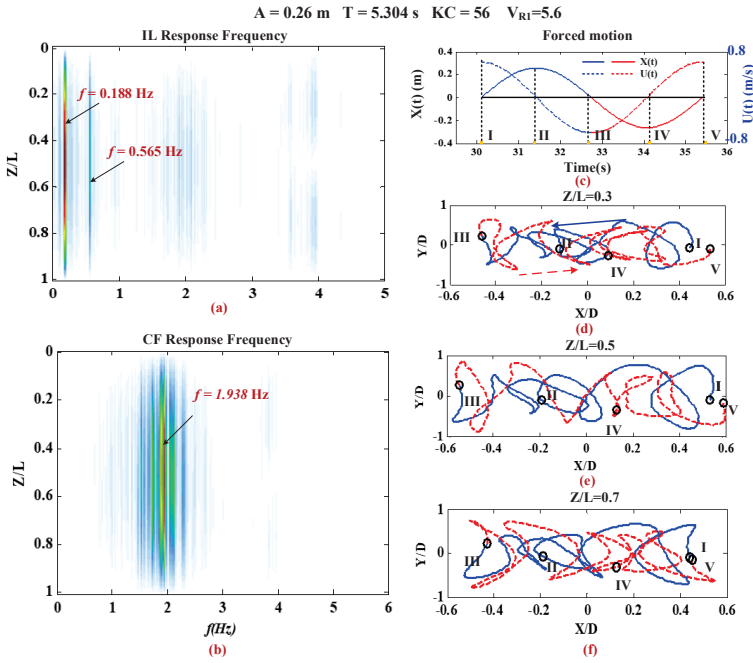 A = 0.26 m T = 5.304 s KC = 56 V_R1=5.6
IL Response Frequency
Z/L
0
0.2
0.4
0.6
0.8
1
f = 0.188 Hz
f = 0.565 Hz
0 1 2 3 4 5
(a)
CF Response Frequency
Z/L
0
0.2
0.4
0.6
0.8
1
f = 1.938 Hz
0 1 2 3 4 5 6
f(Hz)
(b)
Forced motion
X(t) (m)
0.4
0.2
0
-0.2
-0.4
X(t)
U(t)
0.8
-0.8
U(t) (m/s)
I II III IV V
30 31 32 33 34 35 36
Time(s)
(c)
Z/L=0.3
Y/D
1
0
-1
III II IV I V
-0.6 -0.4 -0.2 0 0.2 0.4 0.6
X/D
(d)
Z/L=0.5
Y/D
1
0
-1
III II IV I V
-0.6 -0.4 -0.2 0 0.2 0.4 0.6
X/D
(e)
Z/L=0.7
Y/D
1
0
-1
III II IV I V
-0.6 -0.4 -0.2 0 0.2 0.4 0.6
X/D
(f)